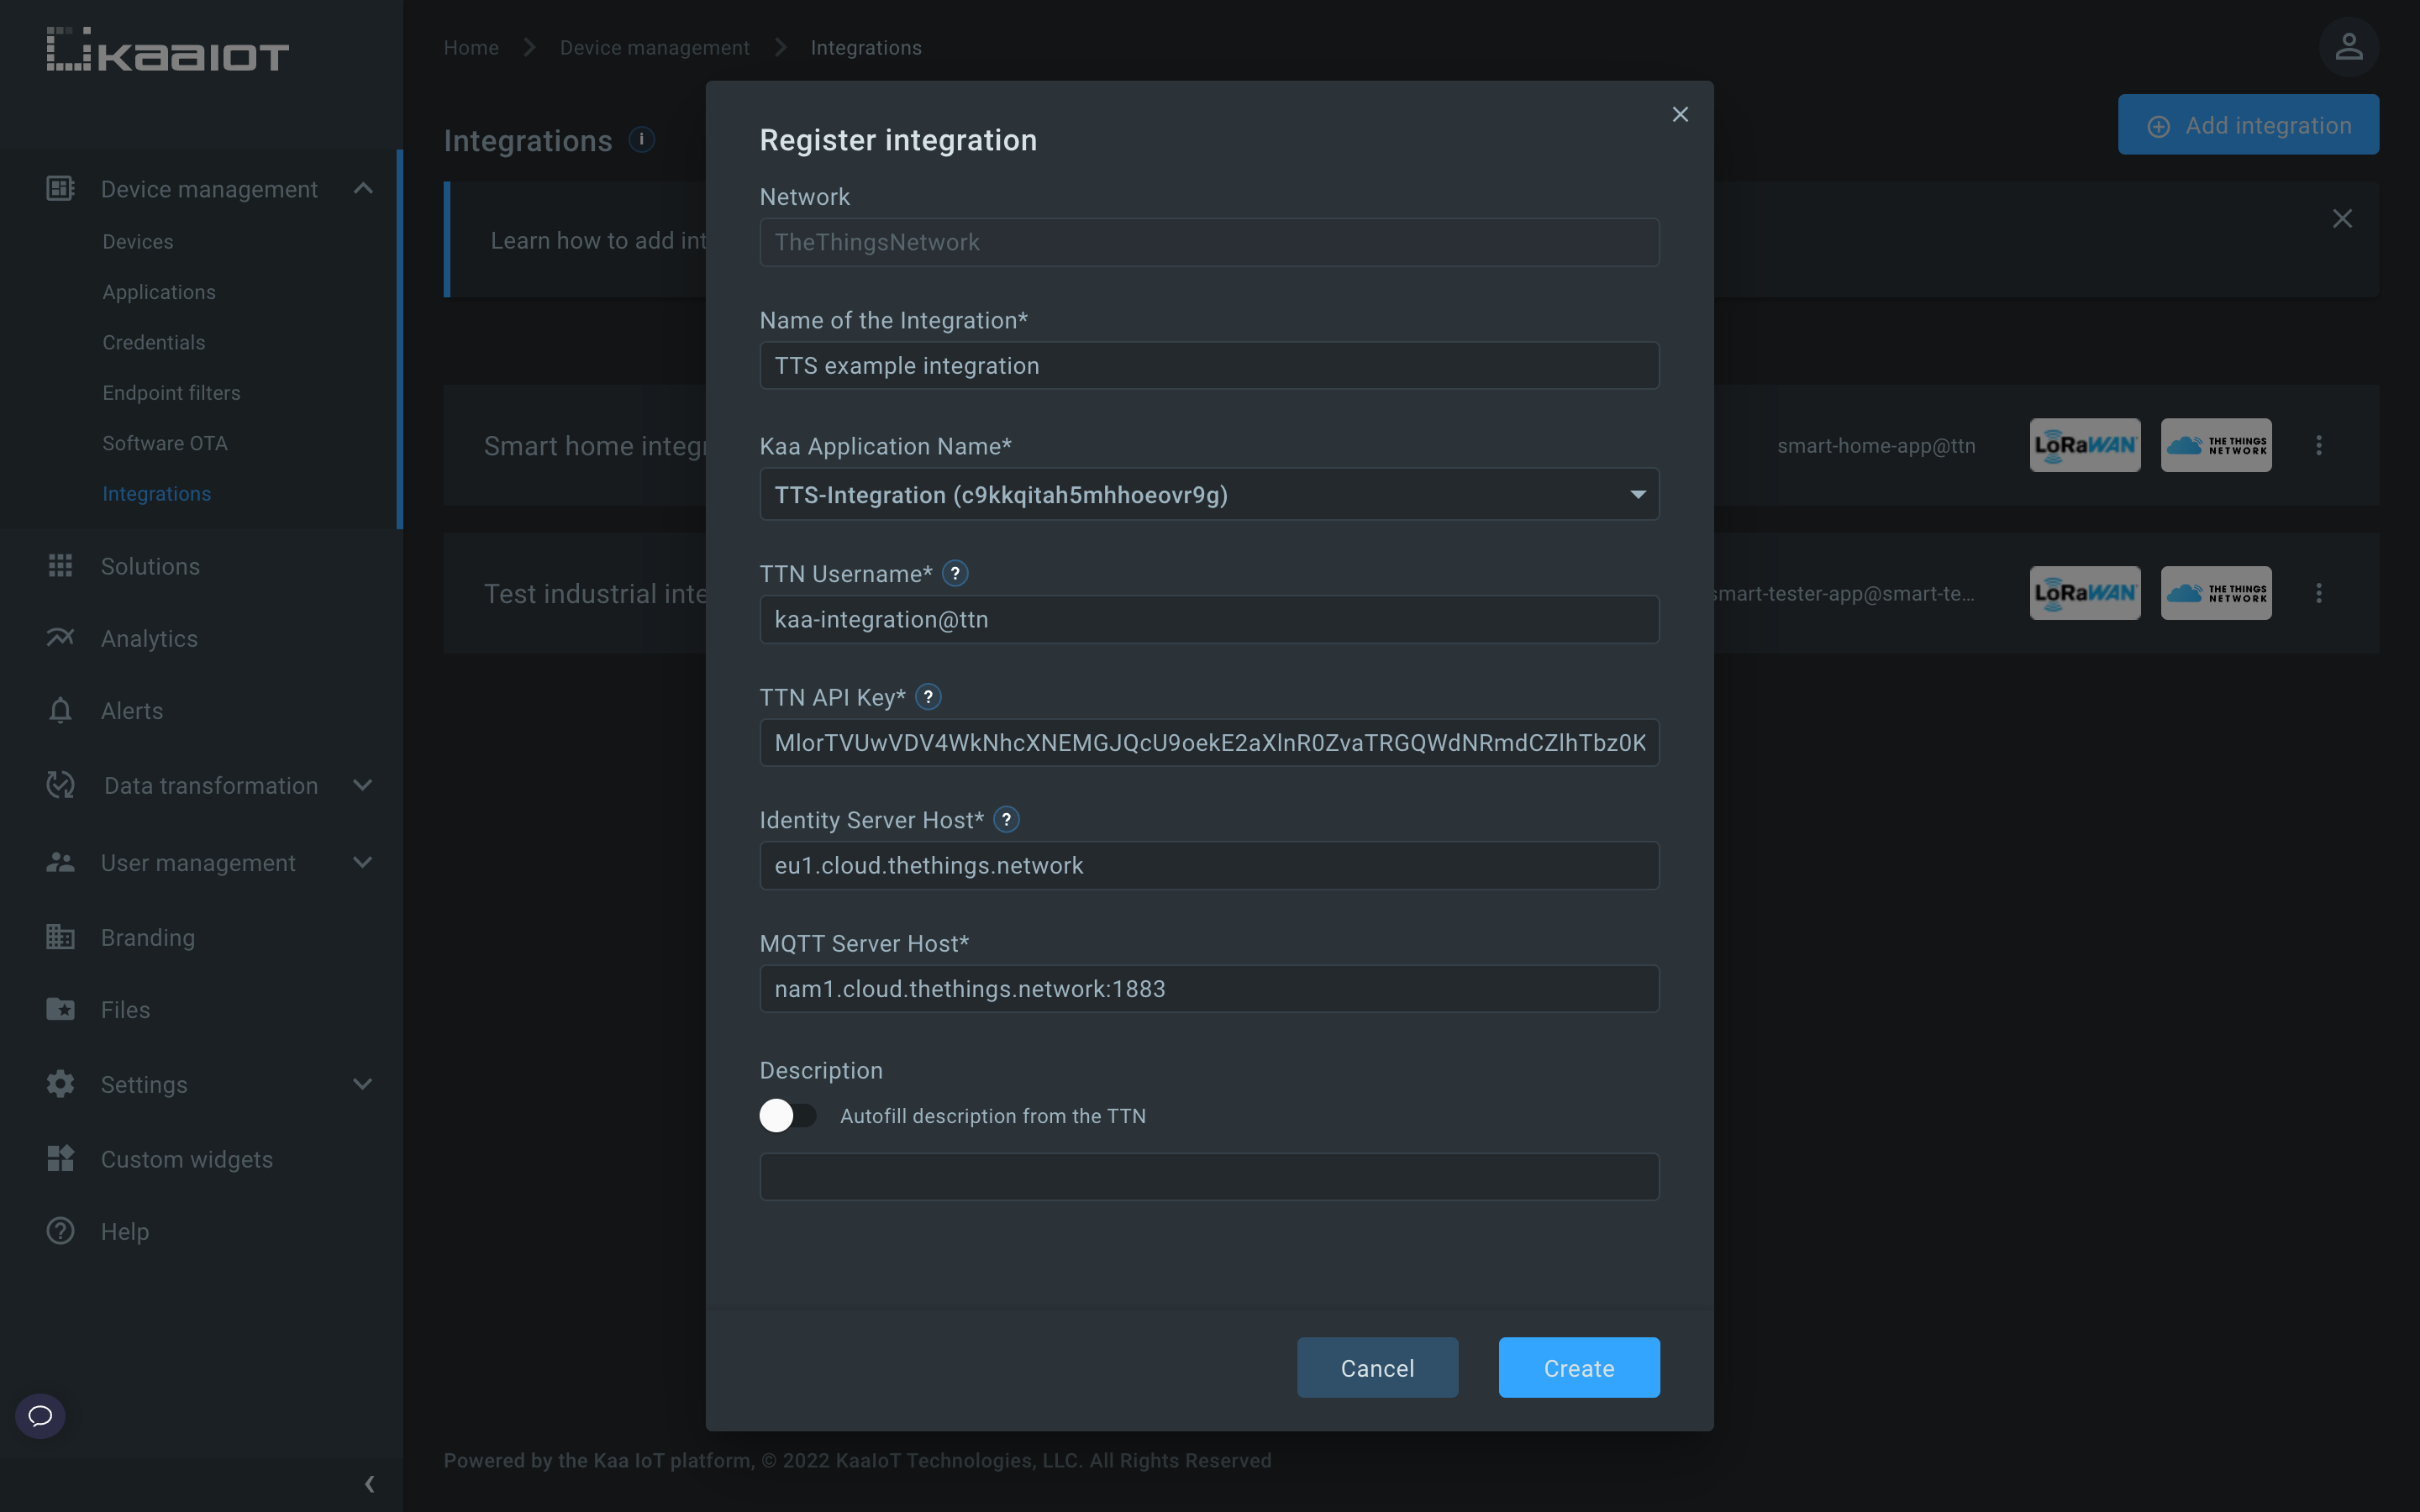 KaaIoT
Device management
Devices
Applications
Credentials
Endpoint filters
Software OTA
Integrations
Solutions
Analytics
Alerts
Data transformation
User management
Branding
Files
Settings
Custom widgets
Help
Home
Device management
Integrations
Integrations
i
Add integration
Learn how to add int
Smart home integr
smart-home-app@ttn
LoRaWAN
THE THINGS
NETWORK
Test industrial inte
smart-tester-app@smart-te...
LoRaWAN
THE THINGS
NETWORK
Register integration
Network
TheThingsNetwork
Name of the Integration*
TTS example integration
Kaa Application Name*
TTS-Integration (c9kkqitah5mhhoeovr9g)
TTN Username* ?
kaa-integration@ttn
TTN API Key* ?
MlorTVUwVDV4WkNhcXNEMGJQcU9oekE2aXlnR0ZvaTRGQWdNRmdCZlhTbz0K
Identity Server Host* ?
eu1.cloud.thethings.network
MQTT Server Host*
nam1.cloud.thethings.network:1883
Description
Autofill description from the TTN
Cancel
Create
Powered by the Kaa IoT platform, © 2022 KaaIoT Technologies, LLC. All Rights Reserved